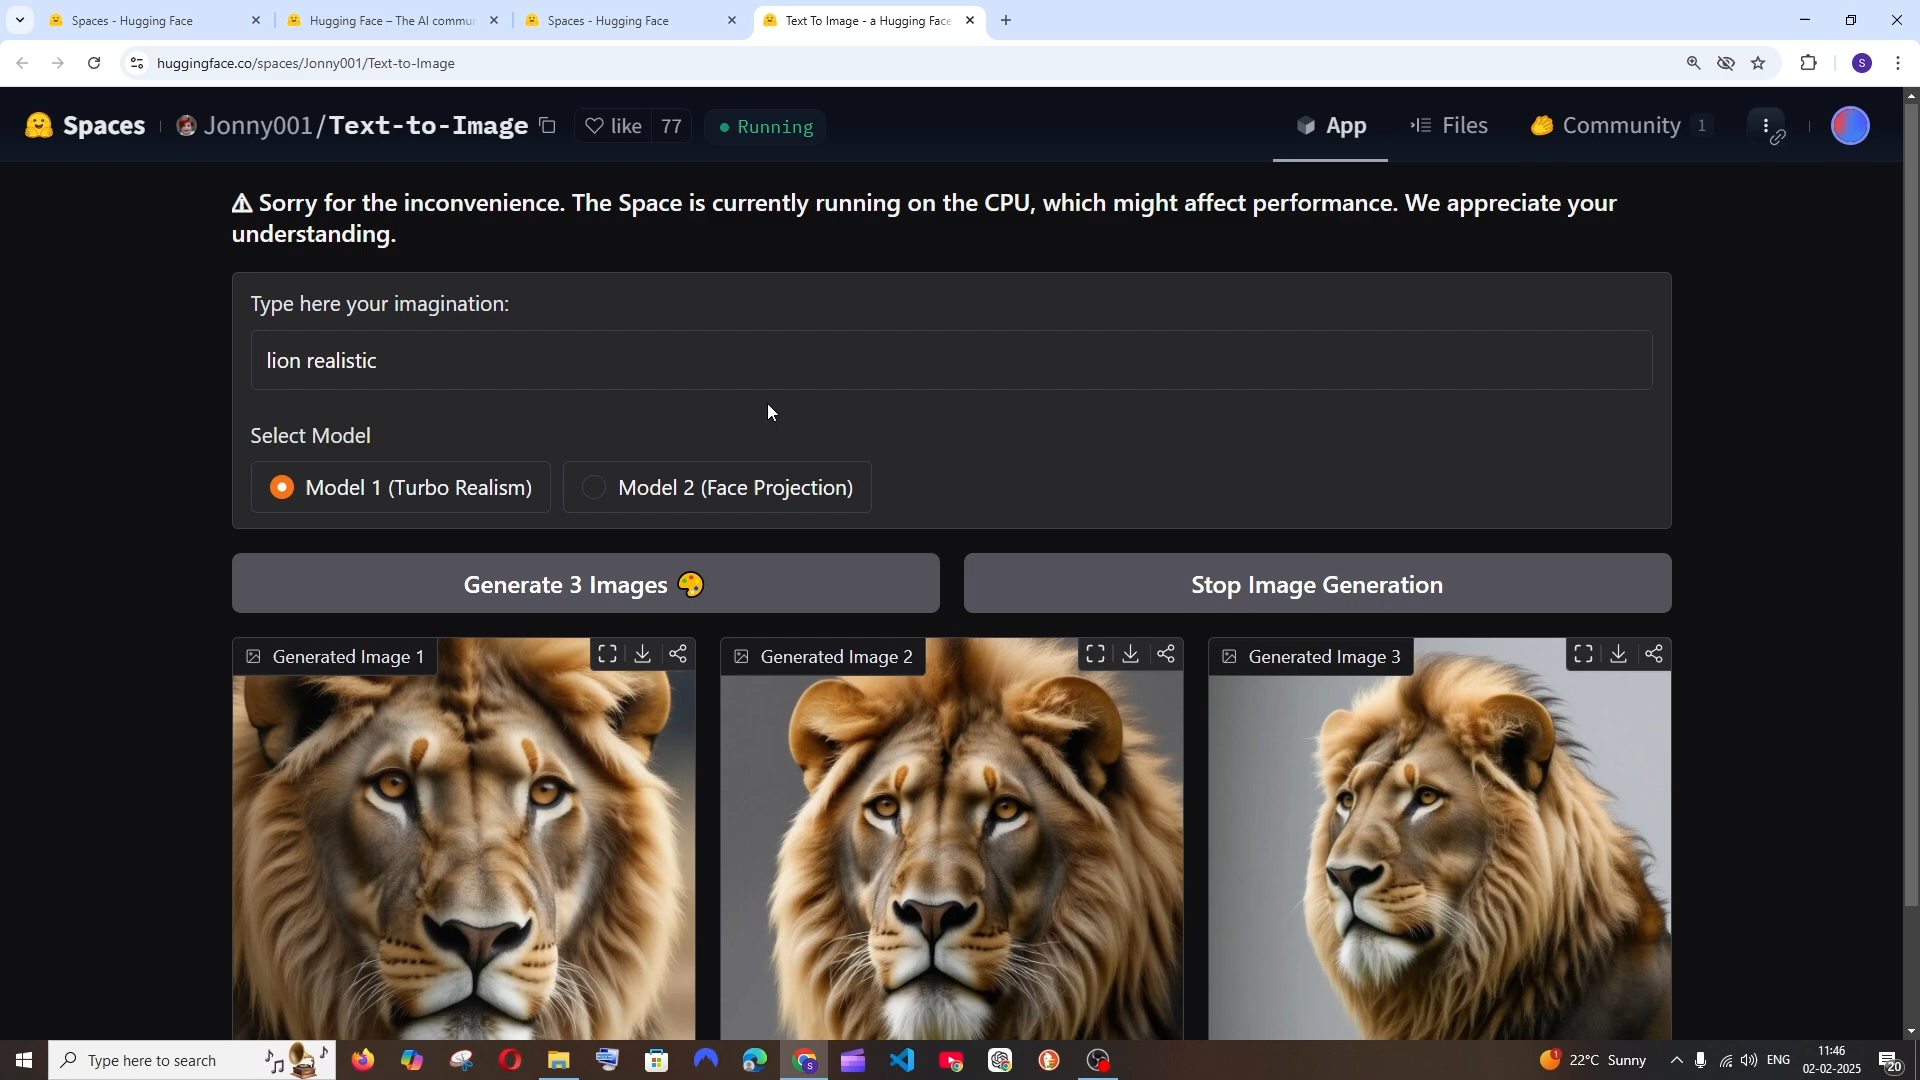 Spaces - Hugging Face
Hugging Face – The AI commu
Spaces - Hugging Face
Text To Image - a Hugging Face
huggingface.co/spaces/Jonny001/Text-to-Image
S
Spaces
Jonny001/Text-to-Image
like 77
Running
App
Files
Community 1
⚠ Sorry for the inconvenience. The Space is currently running on the CPU, which might affect performance. We appreciate your
understanding.
Type here your imagination:
lion realistic
Select Model
Model 1 (Turbo Realism)
Model 2 (Face Projection)
Generate 3 Images 🎨
Stop Image Generation
Generated Image 1
Generated Image 2
Generated Image 3
Type here to search
1
22°C Sunny
ENG
11:46
02-02-2025
20